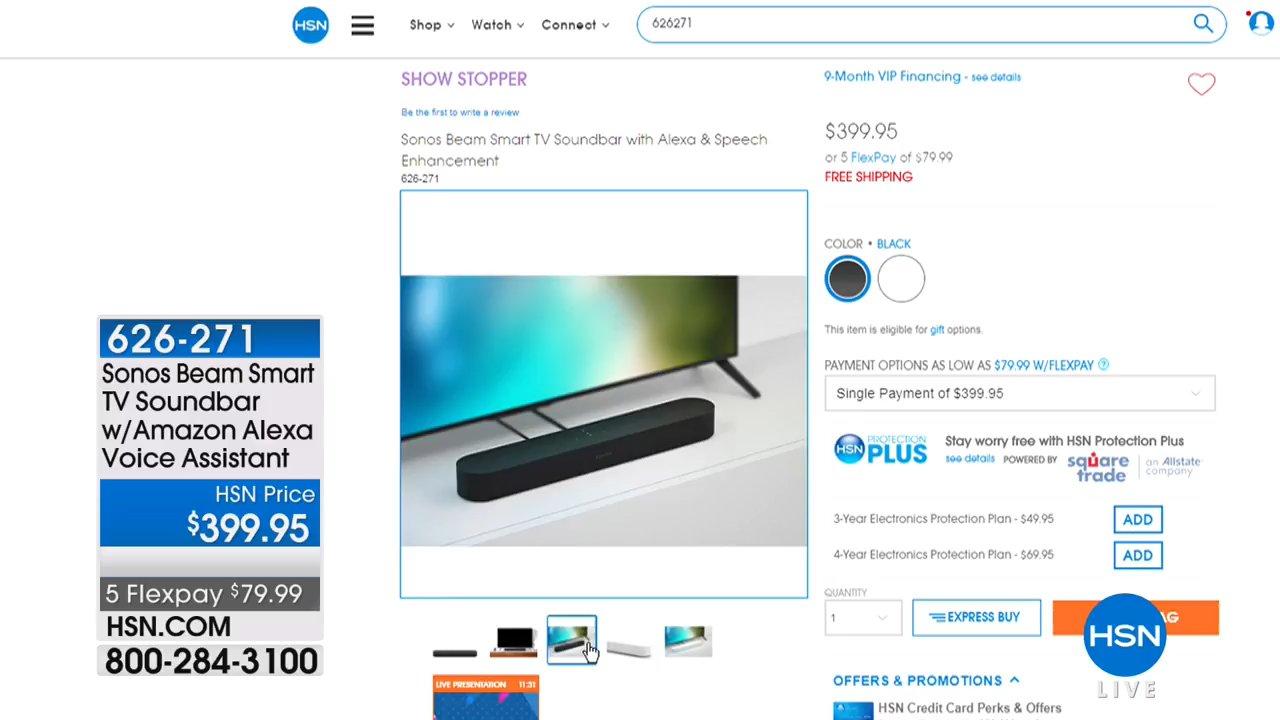 HSN
Shop
Watch
Connect
626271
SHOW STOPPER
Be the first to write a review
Sonos Beam Smart TV Soundbar with Alexa & Speech
Enhancement
626-271
9-Month VIP Financing - see details
$399.95
or 5 FlexPay of $79.99
FREE SHIPPING
COLOR • BLACK
This item is eligible for gift options.
PAYMENT OPTIONS AS LOW AS $79.99 W/FLEXPAY ?
Single Payment of $399.95
HSN PROTECTION PLUS
Stay worry free with HSN Protection Plus
see details POWERED BY square trade an Allstate company
3-Year Electronics Protection Plan - $49.95 ADD
4-Year Electronics Protection Plan - $69.95 ADD
QUANTITY
1
EXPRESS BUY
OFFERS & PROMOTIONS
HSN Credit Card Perks & Offers
626-271
Sonos Beam Smart
TV Soundbar
w/Amazon Alexa
Voice Assistant
HSN Price
$399.95
5 Flexpay $79.99
HSN.COM
800-284-3100
LIVE PRESENTATION 11:31
HSN
LIVE